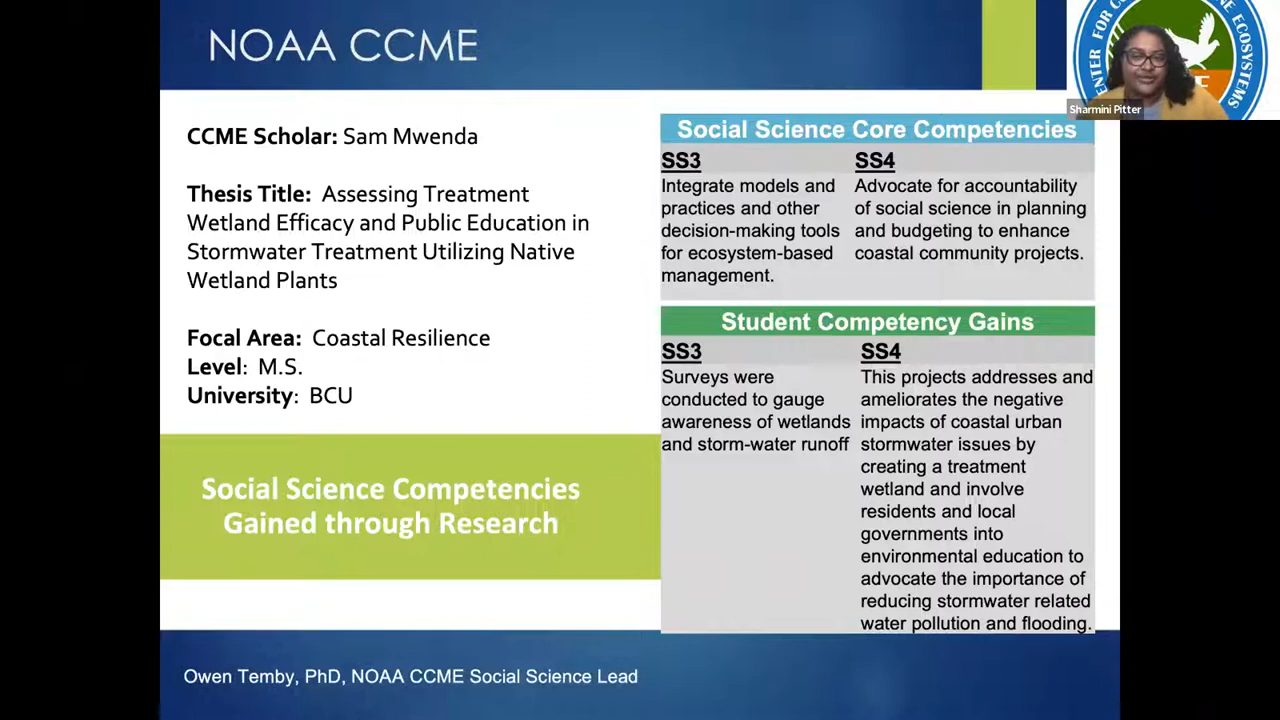 NOAA CCME
CENTER FOR CO
NE ECOSYSTEMS
Sharmini Pitter
CCME Scholar: Sam Mwenda
Thesis Title: Assessing Treatment
Wetland Efficacy and Public Education in
Stormwater Treatment Utilizing Native
Wetland Plants
Focal Area: Coastal Resilience
Level: M.S.
University: BCU
Social Science Competencies
Gained through Research
Social Science Core Competencies
SS3
Integrate models and
practices and other
decision-making tools
for ecosystem-based
management.
SS4
Advocate for accountability
of social science in planning
and budgeting to enhance
coastal community projects.
Student Competency Gains
SS3
Surveys were
conducted to gauge
awareness of wetlands
and storm-water runoff
SS4
This projects addresses and
ameliorates the negative
impacts of coastal urban
stormwater issues by
creating a treatment
wetland and involve
residents and local
governments into
environmental education to
advocate the importance of
reducing stormwater related
water pollution and flooding.
Owen Temby, PhD, NOAA CCME Social Science Lead